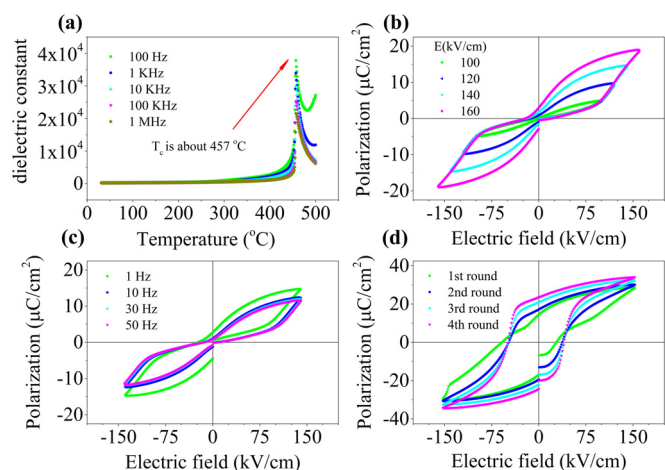 (a)
dielectric constant
4x10⁴
3x10⁴
2x10⁴
1x10⁴
0
100 Hz
1 KHz
10 KHz
100 KHz
1 MHz
T꜀ is about 457 °C
0 100 200 300 400 500
Temperature (°C)
(b)
Polarization (μC/cm²)
20
10
0
-10
-20
E(kV/cm)
100
120
140
160
-150 -75 0 75 150
Electric field (kV/cm)
(c)
Polarization (μC/cm²)
20
10
0
-10
-20
1 Hz
10 Hz
30 Hz
50 Hz
-150 -75 0 75 150
Electric field (kV/cm)
(d)
Polarization (μC/cm²)
40
20
0
-20
-40
1st round
2nd round
3rd round
4th round
-150 -75 0 75 150
Electric field (kV/cm)